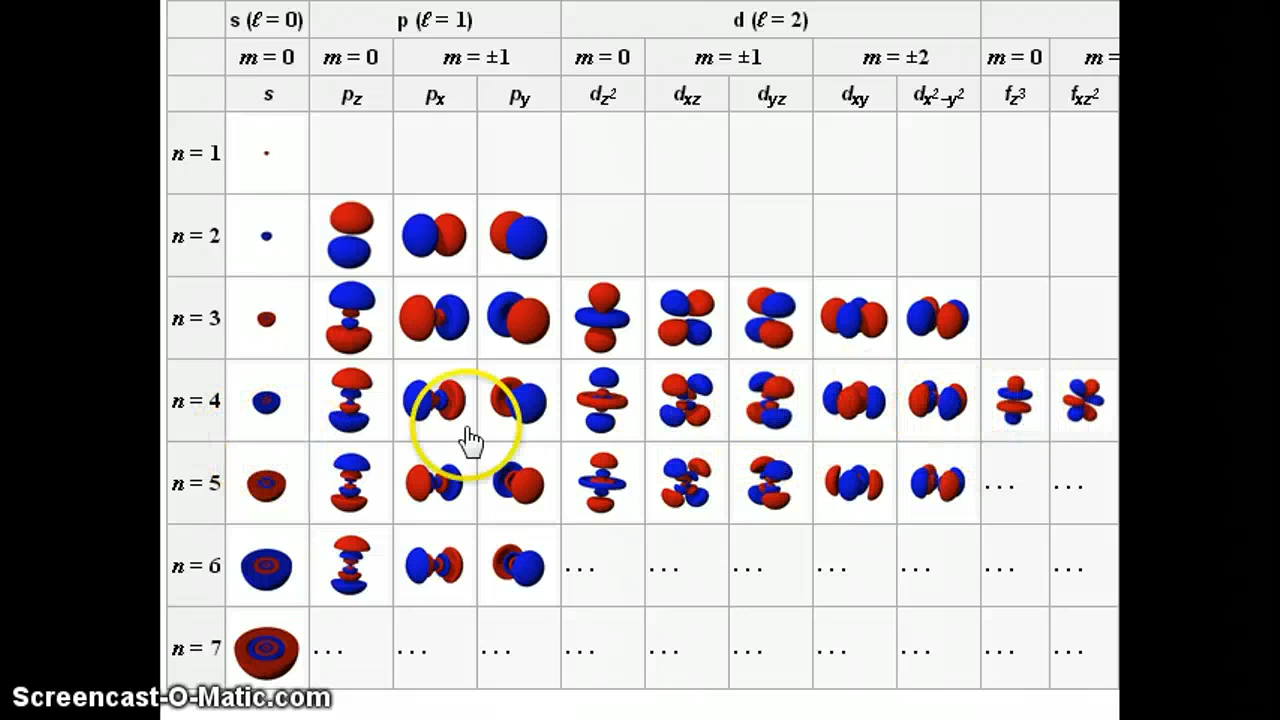 s (ℓ = 0) p (ℓ = 1) d (ℓ = 2)
m = 0 m = 0 m = ±1 m = 0 m = ±1 m = ±2 m = 0 m =
s pz px py dz² dxz dyz dxy dx²−y² fz³ fxz²
n = 1
n = 2
n = 3
n = 4
n = 5 ... ...
n = 6 ... ... ... ... ... ... ...
n = 7 ... ... ... ... ... ... ... ... ... ...
Screencast-O-Matic.com